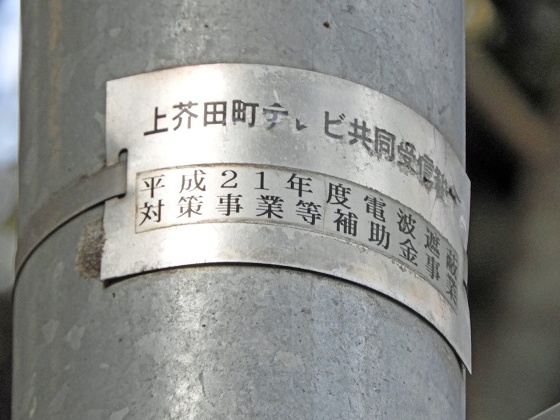 上芥田町テレビ共同受信施
平成21年度電波遮蔽
対策事業等補助金事業